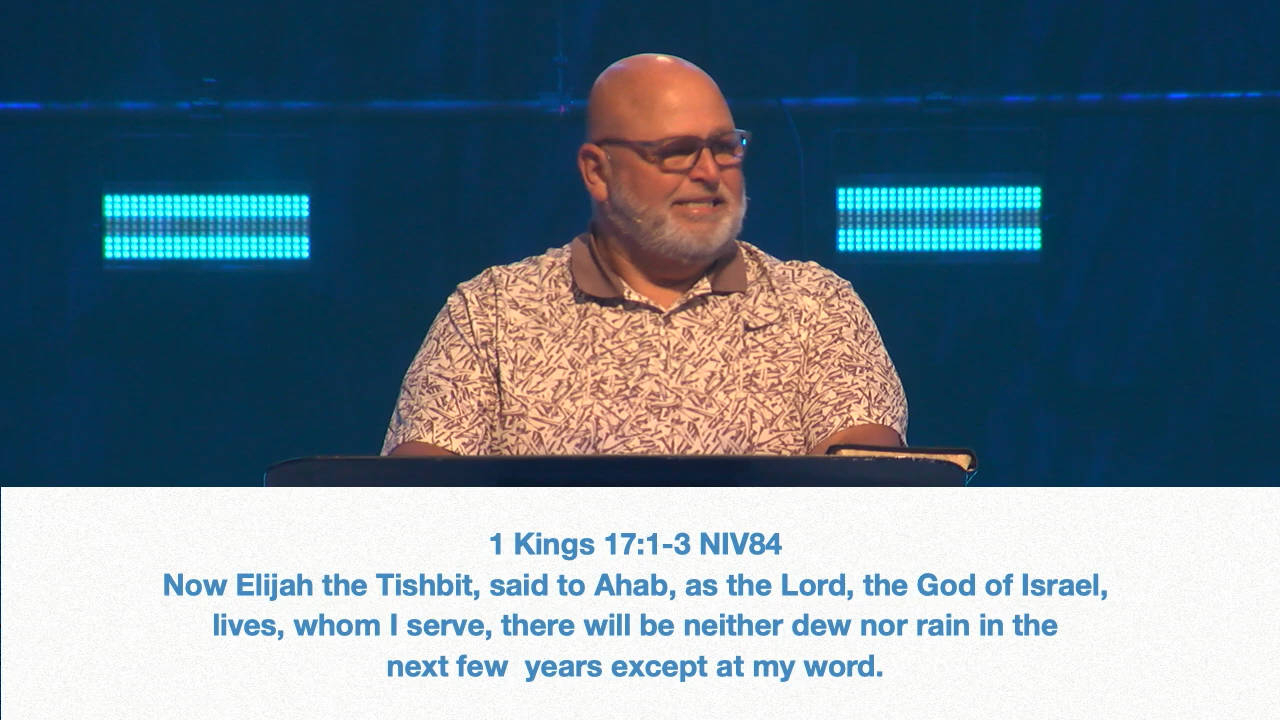 1 Kings 17:1-3 NIV84
Now Elijah the Tishbit, said to Ahab, as the Lord, the God of Israel,
lives, whom I serve, there will be neither dew nor rain in the
next few  years except at my word.